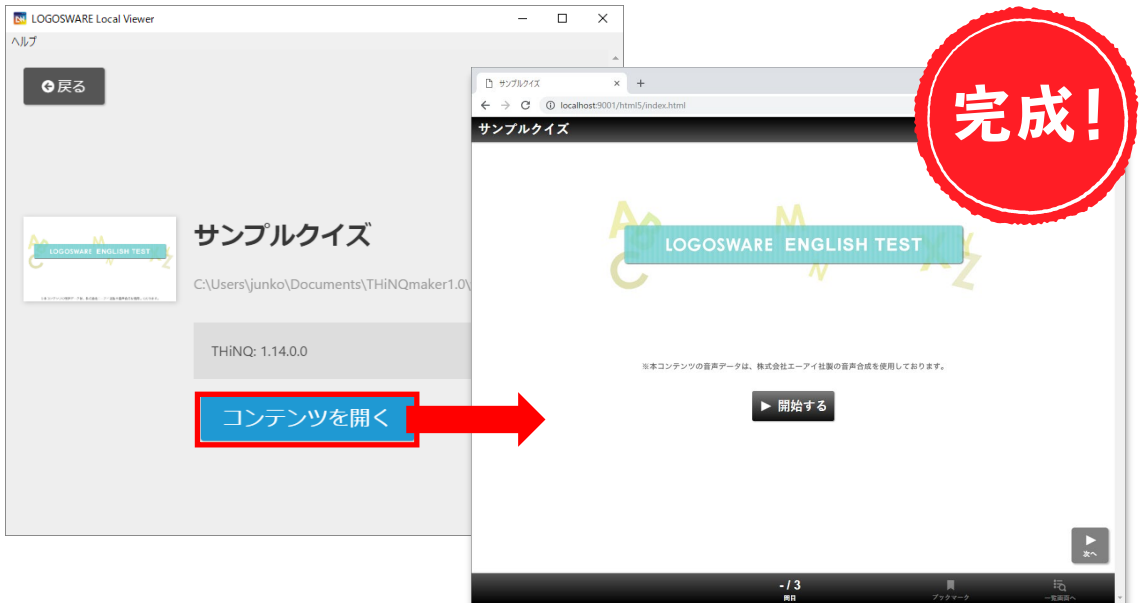 LOGOSWARE Local Viewer
ヘルプ
戻る
LOGOSWARE ENGLISH TEST
サンプルクイズ
C:\Users\junko\Documents\THiNQmaker1.0\
THiNQ: 1.14.0.0
コンテンツを開く
サンプルクイズ
localhost:9001/html5/index.html
サンプルクイズ
完成!
LOGOSWARE ENGLISH TEST
※本コンテンツの音声データは、株式会社エーアイ社製の音声合成を使用しております。
開始する
次へ
- / 3
問目
ブックマーク
一覧画面へ